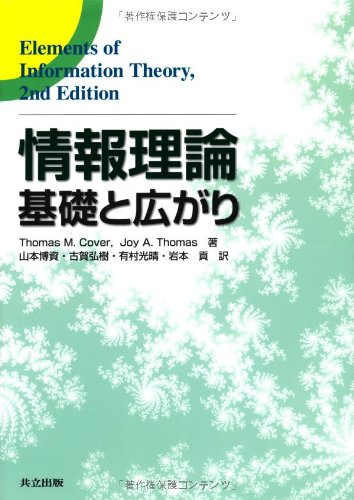 「著作権保護コンテンツ」
Elements of
Information Theory,
2nd Edition
情報理論
基礎と広がり
Thomas M. Cover, Joy A. Thomas 著
山本博資・古賀弘樹・有村光晴・岩本 貢 訳
共立出版
「著作権保護コンテンツ」